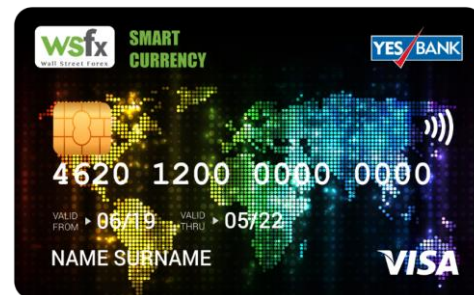 wsfx
Wall Street Forex
SMART
CURRENCY
YES BANK
4620 1200 0000 0000
VALID FROM ▸ 06/19 VALID THRU ▸ 05/22
NAME SURNAME
VISA